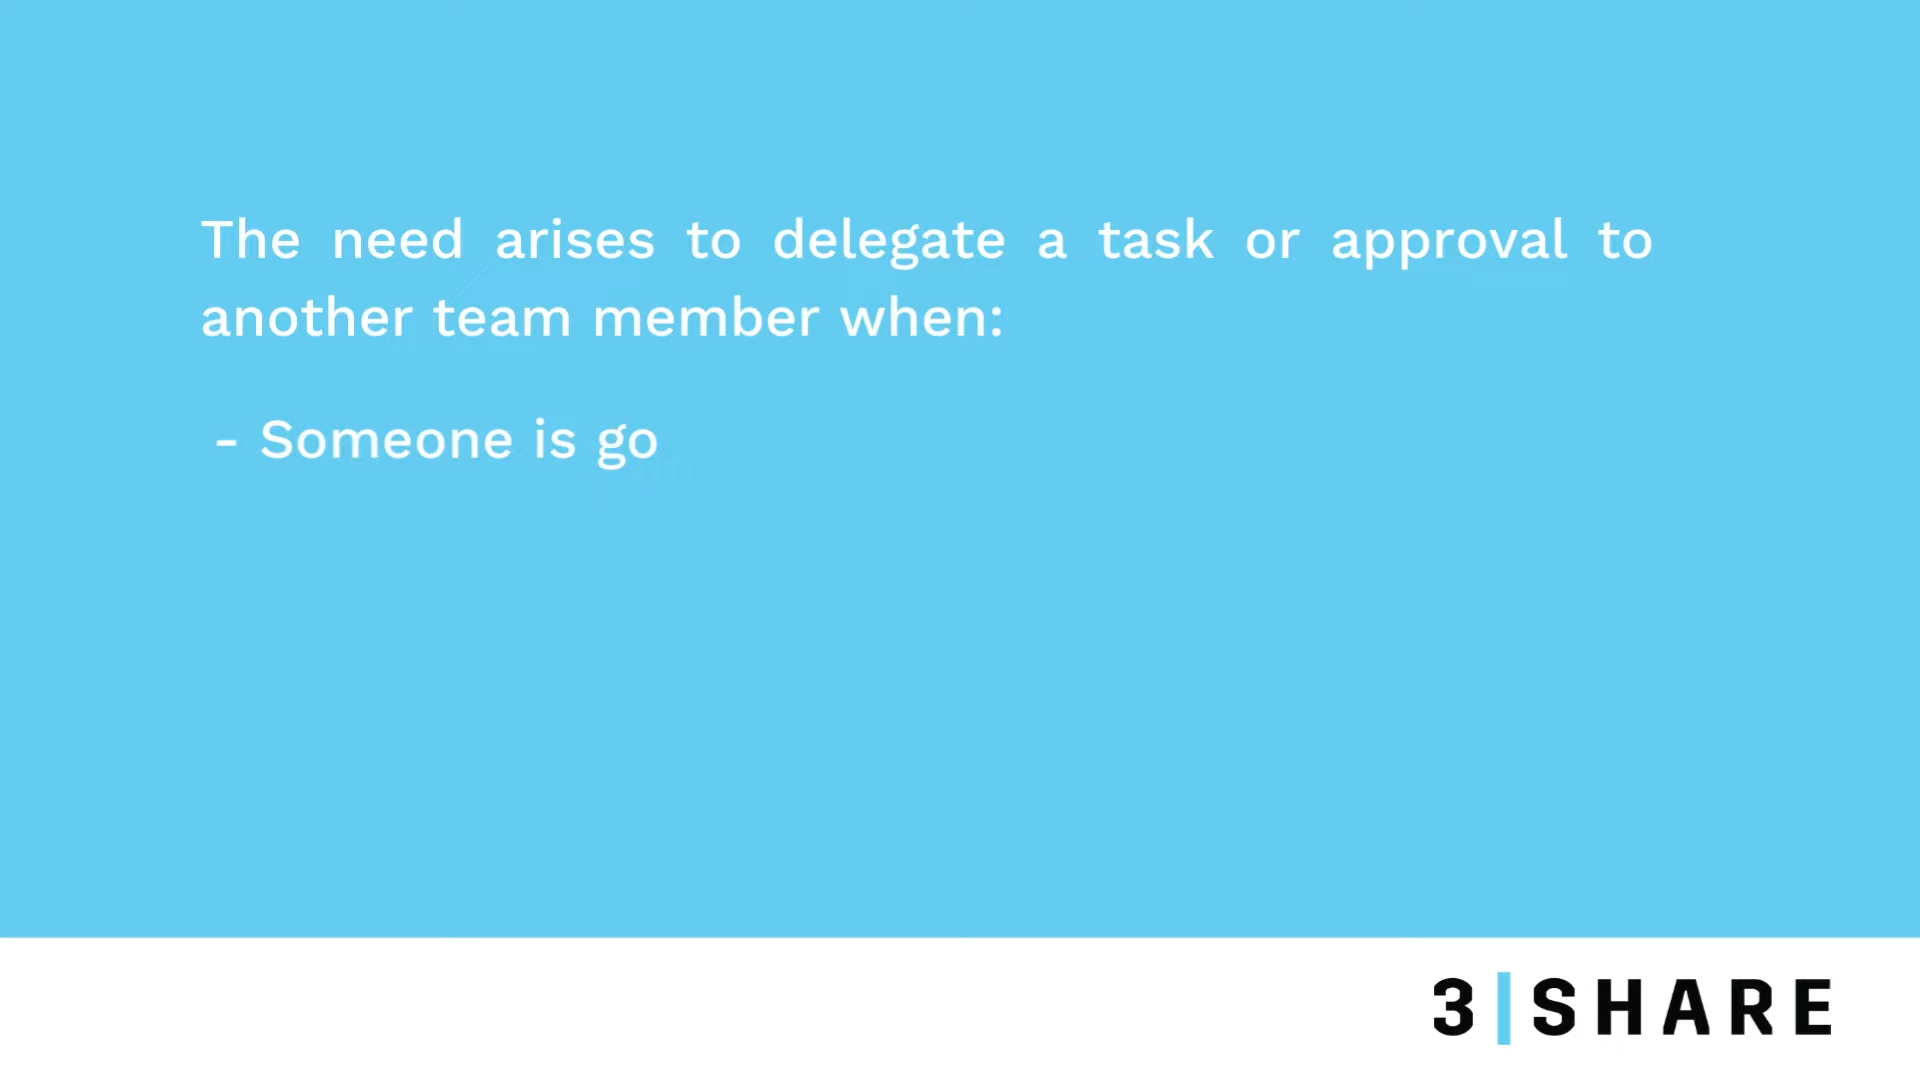 The need arises to delegate a task or approval to
another team member when:
- Someone is go
3|SHARE